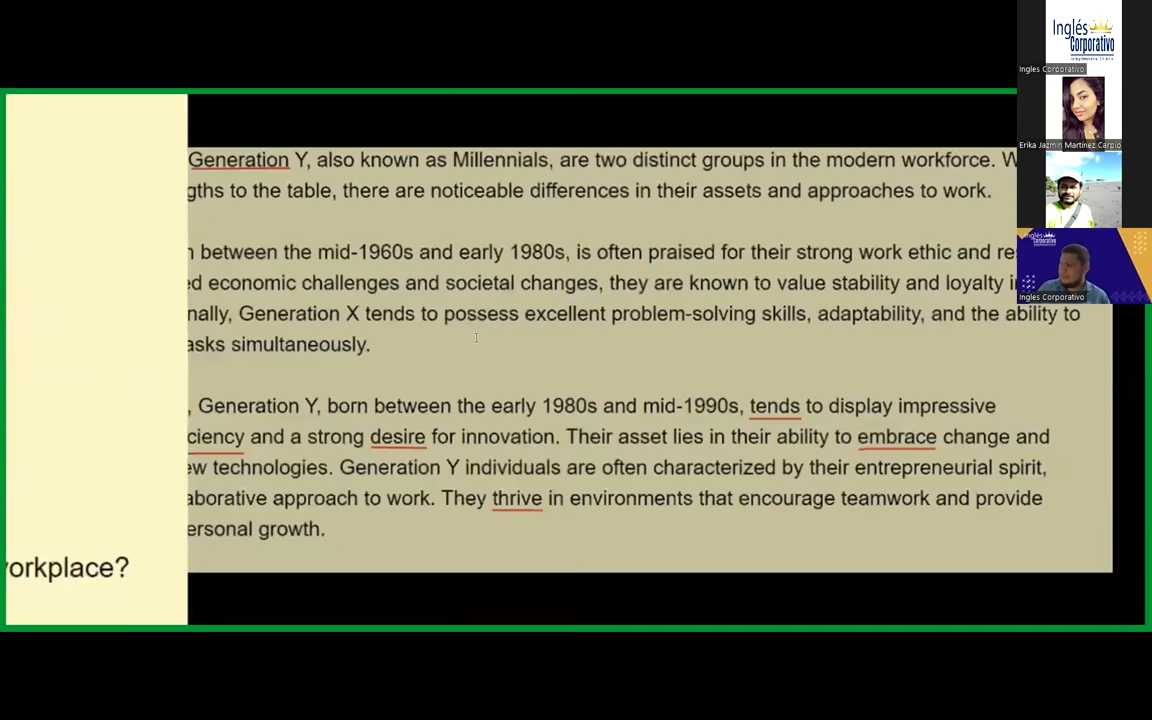 Inglés
Corporativo
Ingles Corporativo
Erika Jazmin Martínez Carpio
Inglés
Corporativo
Ingles Corporativo
Generation Y, also known as Millennials, are two distinct groups in the modern workforce. W
gths to the table, there are noticeable differences in their assets and approaches to work.
n between the mid-1960s and early 1980s, is often praised for their strong work ethic and re
ed economic challenges and societal changes, they are known to value stability and loyalty i
nally, Generation X tends to possess excellent problem-solving skills, adaptability, and the ability to
asks simultaneously.
, Generation Y, born between the early 1980s and mid-1990s, tends to display impressive
ciency and a strong desire for innovation. Their asset lies in their ability to embrace change and
ew technologies. Generation Y individuals are often characterized by their entrepreneurial spirit,
aborative approach to work. They thrive in environments that encourage teamwork and provide
ersonal growth.
orkplace?